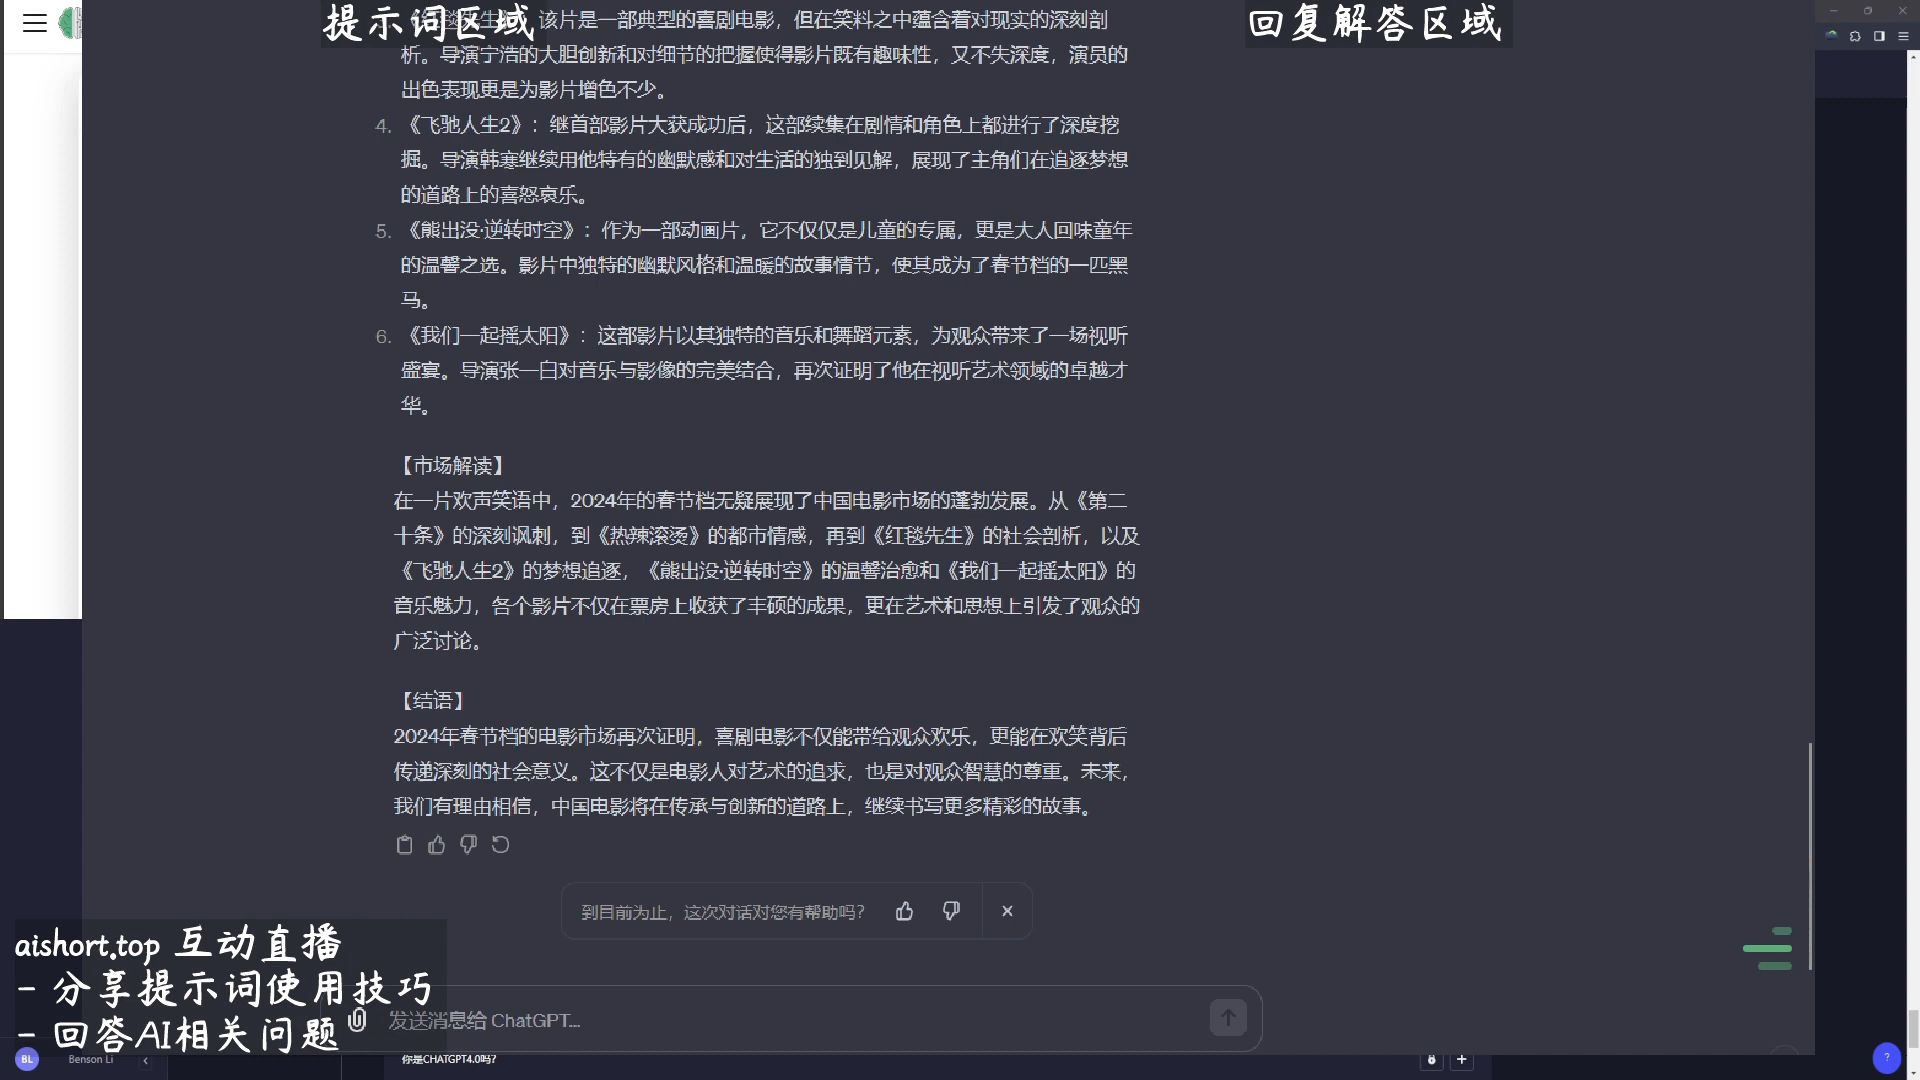 提示词区域
回复解答区域
生》：该片是一部典型的喜剧电影，但在笑料之中蕴含着对现实的深刻剖
析。导演宁浩的大胆创新和对细节的把握使得影片既有趣味性，又不失深度，演员的
出色表现更是为影片增色不少。
4. 《飞驰人生2》：继首部影片大获成功后，这部续集在剧情和角色上都进行了深度挖
掘。导演韩寒继续用他特有的幽默感和对生活的独到见解，展现了主角们在追逐梦想
的道路上的喜怒哀乐。
5. 《熊出没·逆转时空》：作为一部动画片，它不仅仅是儿童的专属，更是大人回味童年
的温馨之选。影片中独特的幽默风格和温暖的故事情节，使其成为了春节档的一匹黑
马。
6. 《我们一起摇太阳》：这部影片以其独特的音乐和舞蹈元素，为观众带来了一场视听
盛宴。导演张一白对音乐与影像的完美结合，再次证明了他在视听艺术领域的卓越才
华。
【市场解读】
在一片欢声笑语中，2024年的春节档无疑展现了中国电影市场的蓬勃发展。从《第二
十条》的深刻讽刺，到《热辣滚烫》的都市情感，再到《红毯先生》的社会剖析，以及
《飞驰人生2》的梦想追逐，《熊出没·逆转时空》的温馨治愈和《我们一起摇太阳》的
音乐魅力，各个影片不仅在票房上收获了丰硕的成果，更在艺术和思想上引发了观众的
广泛讨论。
【结语】
2024年春节档的电影市场再次证明，喜剧电影不仅能带给观众欢乐，更能在欢笑背后
传递深刻的社会意义。这不仅是电影人对艺术的追求，也是对观众智慧的尊重。未来，
我们有理由相信，中国电影将在传承与创新的道路上，继续书写更多精彩的故事。
到目前为止，这次对话对您有帮助吗？
aishort.top 互动直播
- 分享提示词使用技巧
- 回答AI相关问题
发送消息给 ChatGPT...
BL Benson Li
你是CHATGPT4.0吗?
?